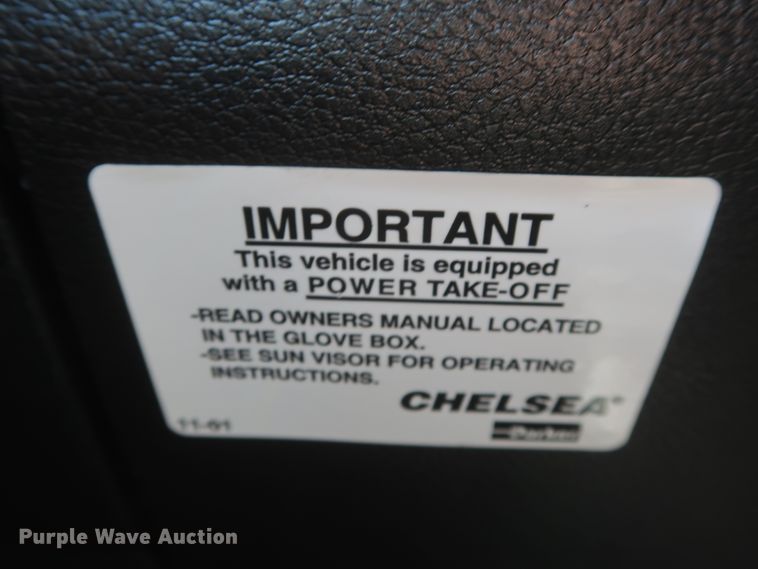 IMPORTANT
This vehicle is equipped
with a POWER TAKE-OFF
-READ OWNERS MANUAL LOCATED
IN THE GLOVE BOX.
-SEE SUN VISOR FOR OPERATING
INSTRUCTIONS.
CHELSEA®
11-01
Parker
Purple Wave Auction